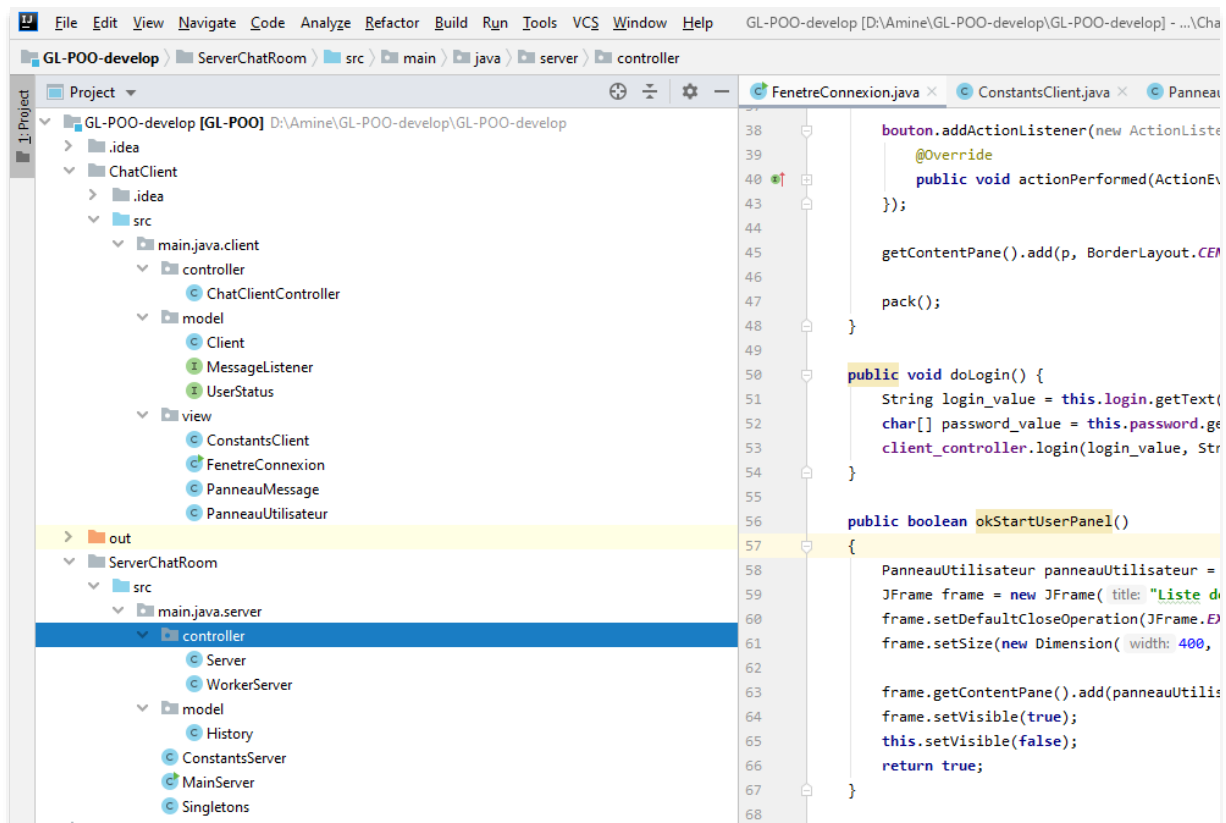 File Edit View Navigate Code Analyze Refactor Build Run Tools VCS Window Help GL-POO-develop [D:\Amine\GL-POO-develop\GL-POO-develop] - ...\Cha
GL-POO-develop ServerChatRoom src main java server controller
1: Project
Project
GL-POO-develop [GL-POO] D:\Amine\GL-POO-develop\GL-POO-develop
.idea
ChatClient
.idea
src
main.java.client
controller
ChatClientController
model
Client
MessageListener
UserStatus
view
ConstantsClient
FenetreConnexion
PanneauMessage
PanneauUtilisateur
out
ServerChatRoom
src
main.java.server
controller
Server
WorkerServer
model
History
ConstantsServer
MainServer
Singletons
FenetreConnexion.java ConstantsClient.java Panneau
38 bouton.addActionListener(new ActionListe
39 @Override
40 public void actionPerformed(ActionEv
43 });
44
45 getContentPane().add(p, BorderLayout.CEN
46
47 pack();
48 }
49
50 public void doLogin() {
51 String login_value = this.login.getText(
52 char[] password_value = this.password.ge
53 client_controller.login(login_value, Str
54 }
55
56 public boolean okStartUserPanel()
57 {
58 PanneauUtilisateur panneauUtilisateur =
59 JFrame frame = new JFrame( title: "Liste de
60 frame.setDefaultCloseOperation(JFrame.EX
61 frame.setSize(new Dimension( width: 400,
62
63 frame.getContentPane().add(panneauUtilis
64 frame.setVisible(true);
65 this.setVisible(false);
66 return true;
67 }
68